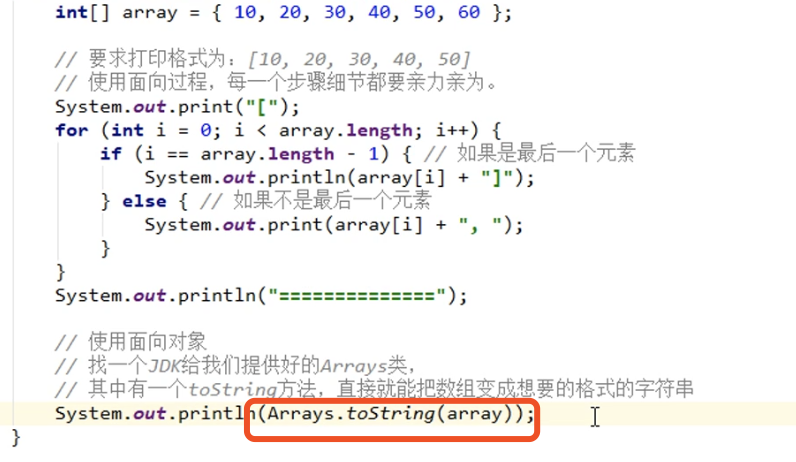 int[] array = { 10, 20, 30, 40, 50, 60 };
// 要求打印格式为：[10, 20, 30, 40, 50]
// 使用面向过程，每一个步骤细节都要亲力亲为。
System.out.print("[");
for (int i = 0; i < array.length; i++) {
if (i == array.length - 1) { // 如果是最后一个元素
System.out.println(array[i] + "]");
} else { // 如果不是最后一个元素
System.out.print(array[i] + ", ");
}
}
System.out.println("==============");
// 使用面向对象
// 找一个JDK给我们提供好的Arrays类，
// 其中有一个toString方法，直接就能把数组变成想要的格式的字符串
System.out.println(Arrays.toString(array));
}